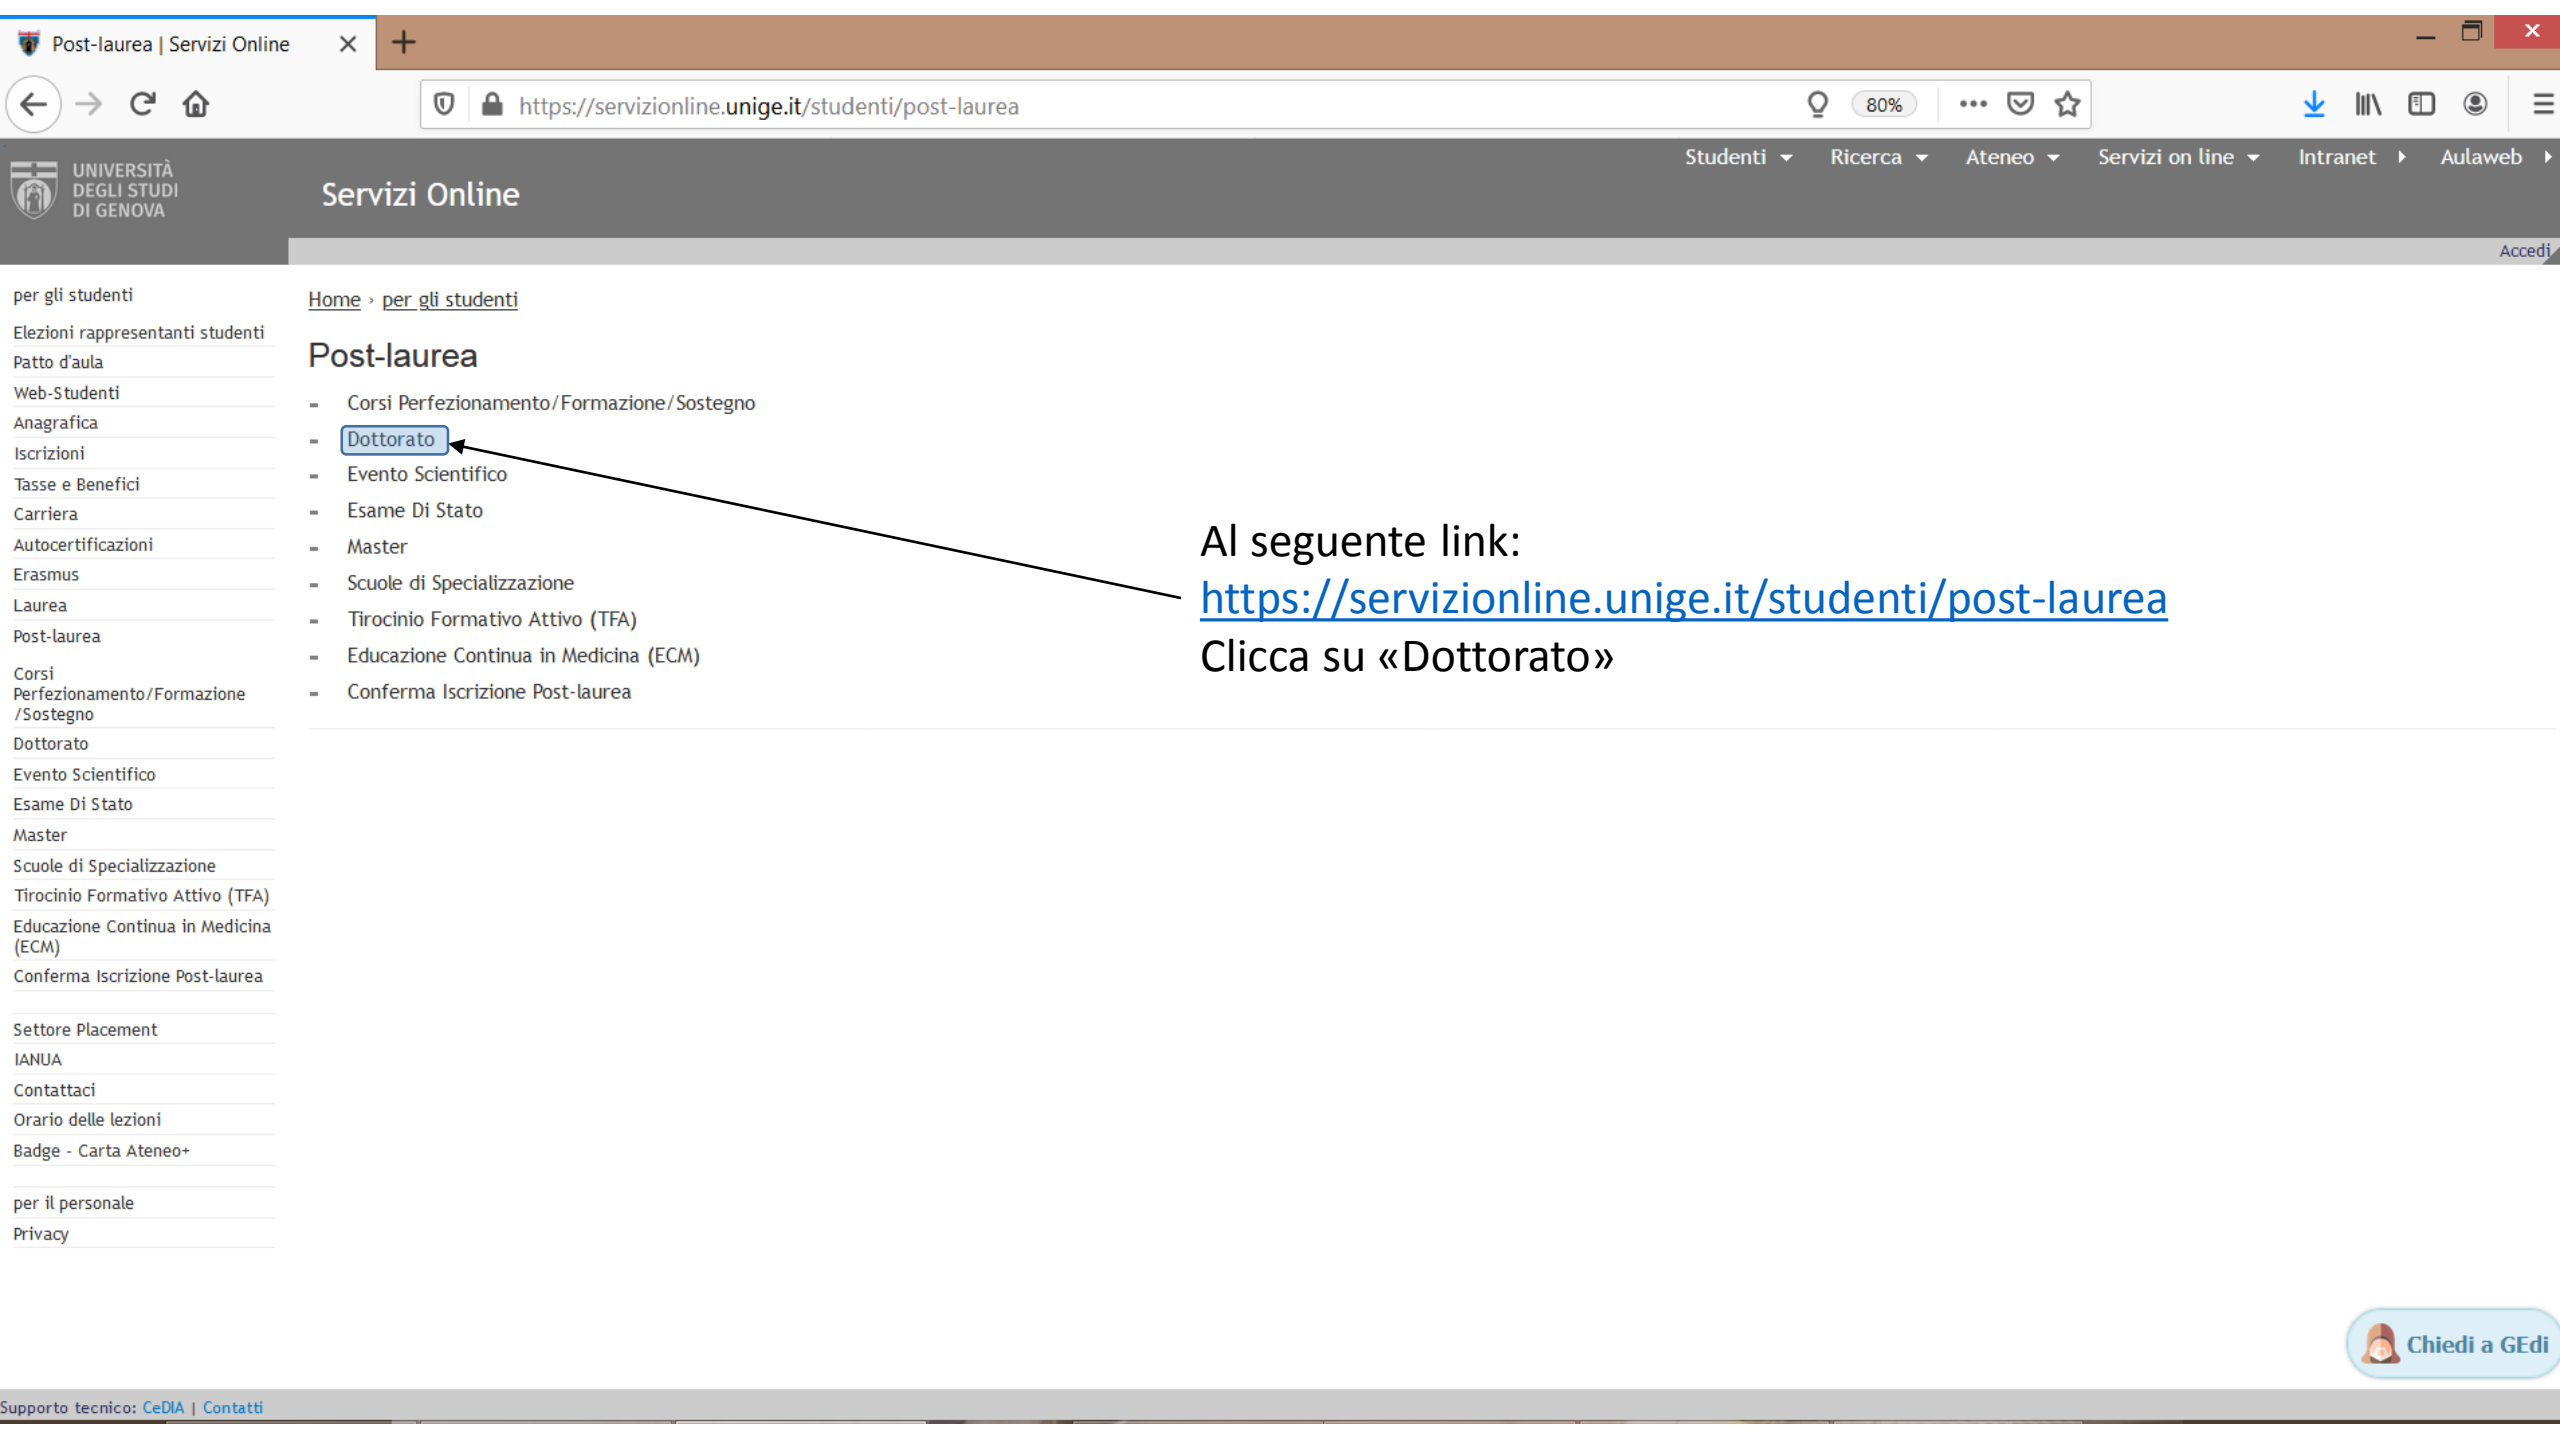 Post-laurea | Servizi Online
https://servizionline.unige.it/studenti/post-laurea
80%
UNIVERSITÀ
DEGLI STUDI
DI GENOVA
Servizi Online
Studenti
Ricerca
Ateneo
Servizi on line
Intranet
Aulaweb
Accedi
per gli studenti
Elezioni rappresentanti studenti
Patto d'aula
Web-Studenti
Anagrafica
Iscrizioni
Tasse e Benefici
Carriera
Autocertificazioni
Erasmus
Laurea
Post-laurea
Corsi
Perfezionamento/Formazione
/Sostegno
Dottorato
Evento Scientifico
Esame Di Stato
Master
Scuole di Specializzazione
Tirocinio Formativo Attivo (TFA)
Educazione Continua in Medicina
(ECM)
Conferma Iscrizione Post-laurea
Settore Placement
IANUA
Contattaci
Orario delle lezioni
Badge - Carta Ateneo+
per il personale
Privacy
Home › per gli studenti
Post-laurea
- Corsi Perfezionamento/Formazione/Sostegno
- Dottorato
- Evento Scientifico
- Esame Di Stato
- Master
- Scuole di Specializzazione
- Tirocinio Formativo Attivo (TFA)
- Educazione Continua in Medicina (ECM)
- Conferma Iscrizione Post-laurea
Al seguente link:
https://servizionline.unige.it/studenti/post-laurea
Clicca su «Dottorato»
Chiedi a GEdi
Supporto tecnico: CeDIA | Contatti